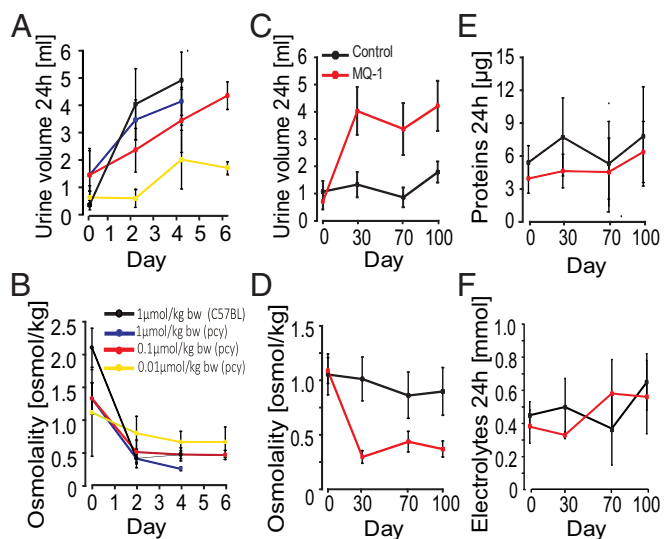 A
Urine volume 24h [ml]
6
5
4
3
2
1
0
0 1 2 3 4 5 6
Day
C
Urine volume 24h [ml]
Control
MQ-1
6
5
4
3
2
1
0
0 30 70 100
Day
E
Proteins 24h [µg]
15
12
9
6
3
0
0 30 70 100
Day
B
Osmolality [osmol/kg]
1µmol/kg bw (C57BL)
1µmol/kg bw (pcy)
0.1µmol/kg bw (pcy)
0.01µmol/kg bw (pcy)
2.5
2.0
1.5
1.0
0.5
0
0 1 2 3 4 5 6
Day
D
Osmolality [osmol/kg]
1.5
1.0
0.5
0
0 30 70 100
Day
F
Electrolytes 24h [mmol]
1.0
0.8
0.6
0.4
0.2
0
0 30 70 100
Day